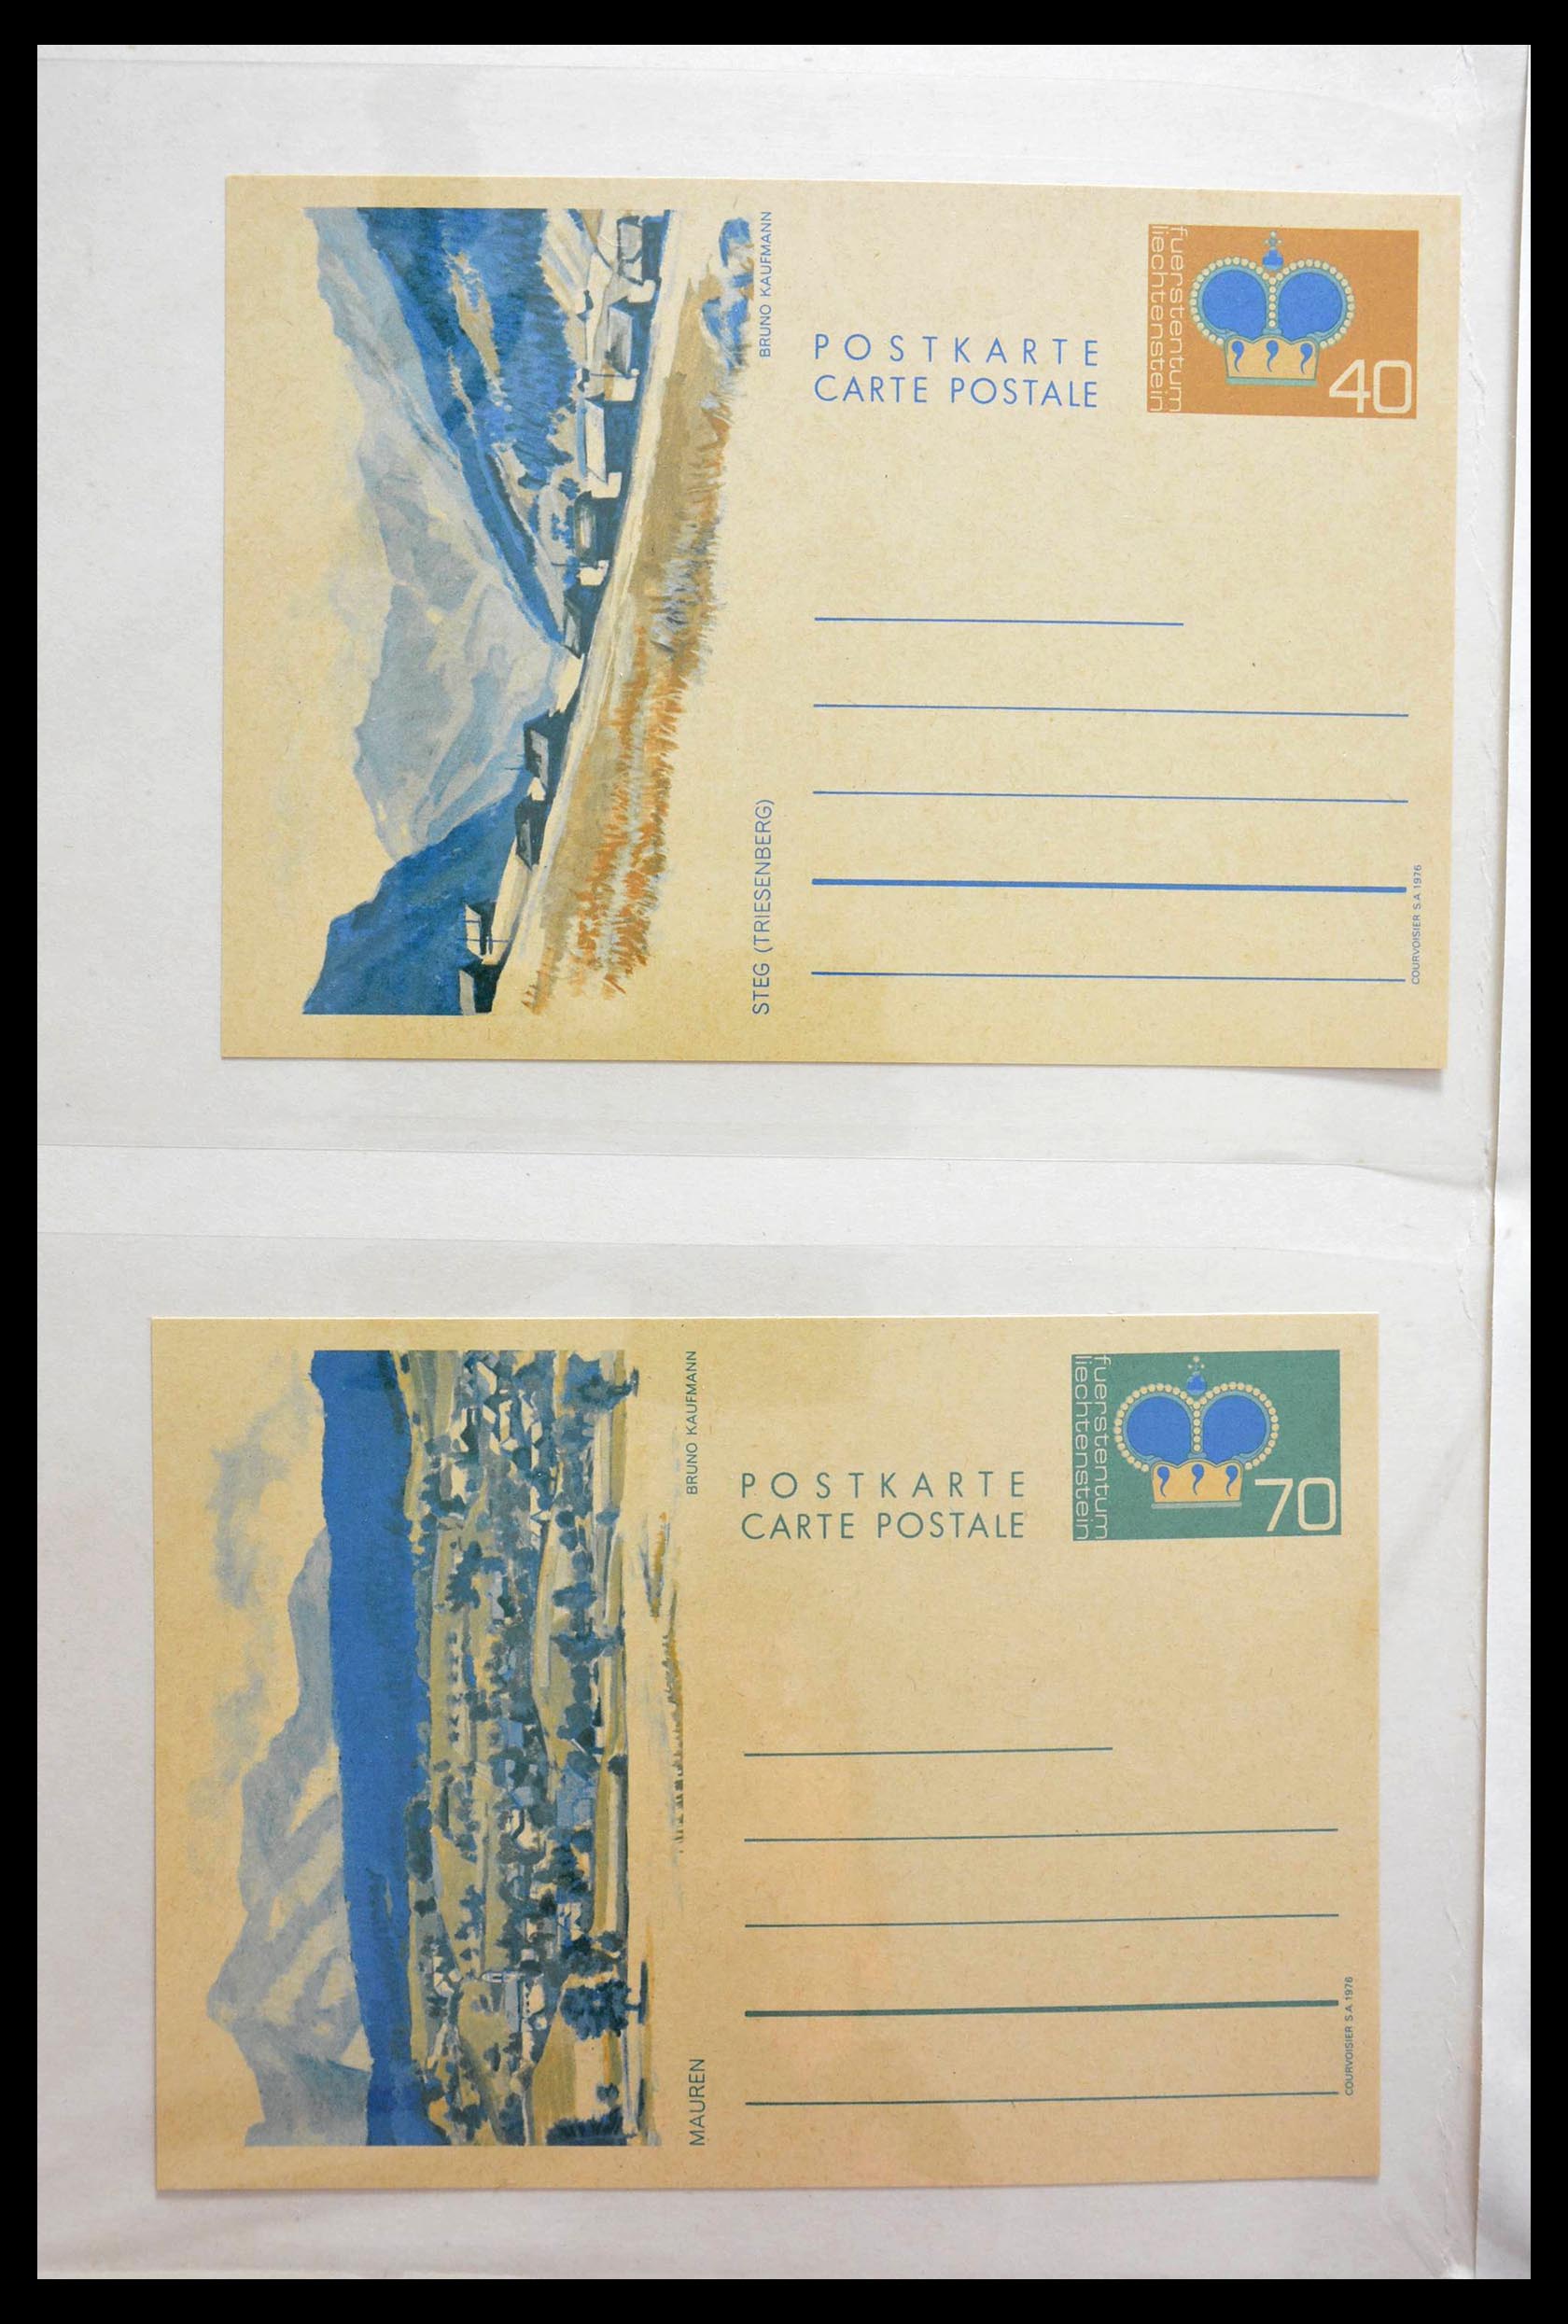 BRUNO KAUFMANN
STEG (TRIESENBERG)
POSTKARTE
CARTE POSTALE
fuerstentum
liechtenstein
40
COURVOISIER S.A. 1976
BRUNO KAUFMANN
MAUREN
POSTKARTE
CARTE POSTALE
fuerstentum
liechtenstein
70
COURVOISIER S.A. 1976